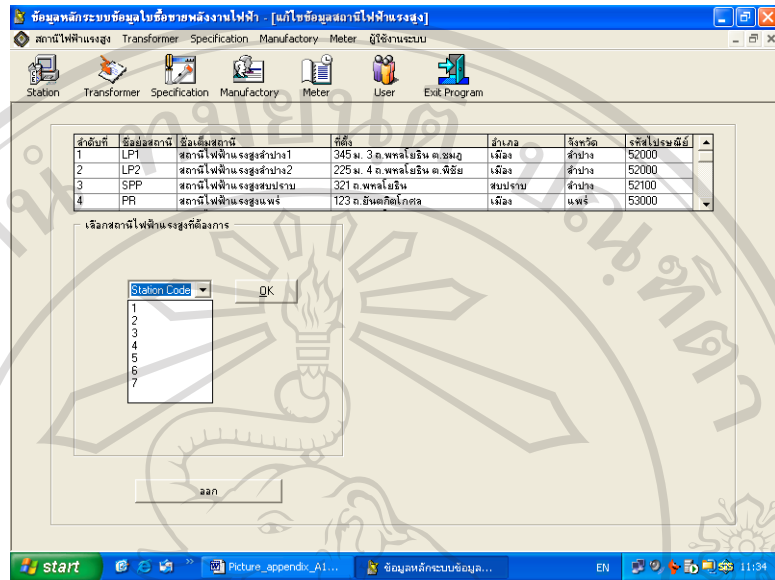 ข้อมูลหลักระบบข้อมูลใบซื้อขายพลังงานไฟฟ้า - [แก้ไขข้อมูลสถานีไฟฟ้าแรงสูง]
สถานีไฟฟ้าแรงสูง Transformer Specification Manufactory Meter ผู้ใช้งานระบบ
Station Transformer Specification Manufactory Meter User Exit Program
ลำดับที่ ชื่อย่อสถานี ชื่อเต็มสถานี ที่ตั้ง อำเภอ จังหวัด รหัสไปรษณีย์
1 LP1 สถานีไฟฟ้าแรงสูงลำปาง1 345 ม. 3 ถ.พหลโยธิน ต.ชมภู เมือง ลำปาง 52000
2 LP2 สถานีไฟฟ้าแรงสูงลำปาง2 225 ม. 4 ถ.พหลโยธิน ต.พิชัย เมือง ลำปาง 52000
3 SPP สถานีไฟฟ้าแรงสูงสบปราบ 321 ถ.พหลโยธิน สบปราบ ลำปาง 52100
4 PR สถานีไฟฟ้าแรงสูงแพร่ 123 ถ.ยันตกิตโกศล เมือง แพร่ 53000
เลือกสถานีไฟฟ้าแรงสูงที่ต้องการ
Station Code OK
1
2
3
4
5
6
7
ออก
start Picture_appendix_A1... ข้อมูลหลักระบบข้อมูล... EN 11:34